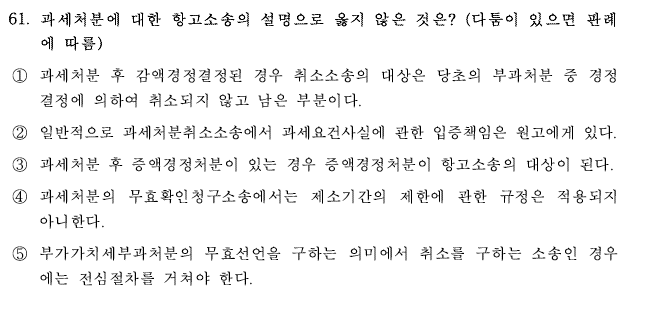 61. 과세처분에 대한 항고소송의 설명으로 옳지 않은 것은? (다툼이 있으면 판례
에 따름)
① 과세처분 후 감액경정결정된 경우 취소소송의 대상은 당초의 부과처분 중 경정
결정에 의하여 취소되지 않고 남은 부분이다.
② 일반적으로 과세처분취소소송에서 과세요건사실에 관한 입증책임은 원고에게 있다.
③ 과세처분 후 증액경정처분이 있는 경우 증액경정처분이 항고소송의 대상이 된다.
④ 과세처분의 무효확인청구소송에서는 제소기간의 제한에 관한 규정은 적용되지
아니한다.
⑤ 부가가치세부과처분의 무효선언을 구하는 의미에서 취소를 구하는 소송인 경우
에는 전심절차를 거쳐야 한다.